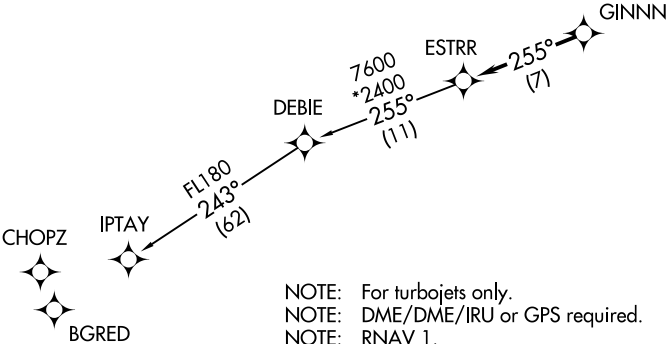 GINNN
ESTRR
255°
(7)
7600
*2400
255°
(11)
DEBIE
FL180
243°
(62)
IPTAY
CHOPZ
BGRED
NOTE: For turbojets only.
NOTE: DME/DME/IRU or GPS required.
NOTE: RNAV 1.